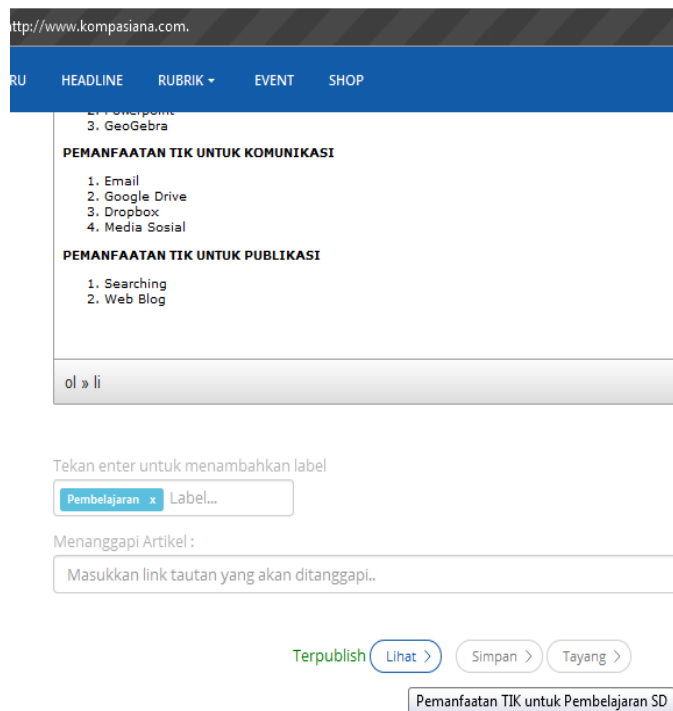 ttp://www.kompasiana.com.
RU HEADLINE RUBRIK EVENT SHOP
2. Powerpoint
3. GeoGebra
PEMANFAATAN TIK UNTUK KOMUNIKASI
1. Email
2. Google Drive
3. Dropbox
4. Media Sosial
PEMANFAATAN TIK UNTUK PUBLIKASI
1. Searching
2. Web Blog
ol » li
Tekan enter untuk menambahkan label
Pembelajaran x Label...
Menanggapi Artikel :
Masukkan link tautan yang akan ditanggapi..
Terpublish Lihat > Simpan > Tayang >
Pemanfaatan TIK untuk Pembelajaran SD